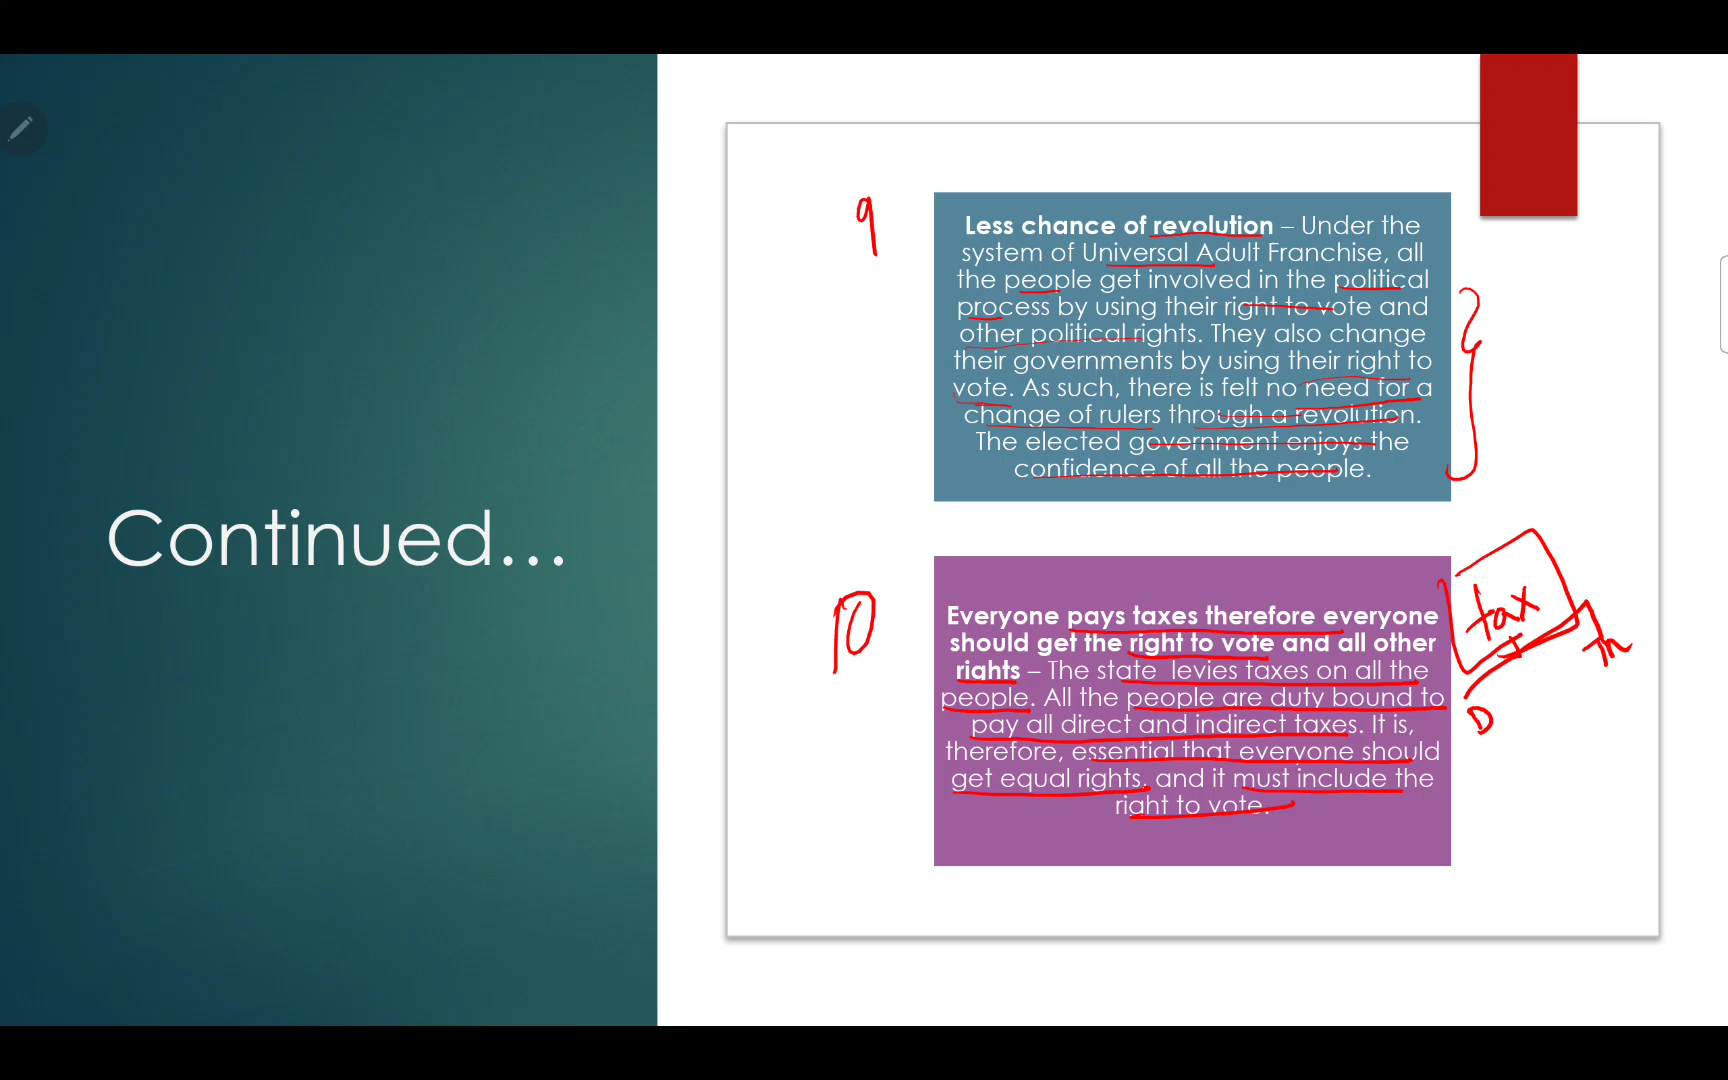 Continued...
9
Less chance of revolution – Under the
system of Universal Adult Franchise, all
the people get involved in the political
process by using their right to vote and
other political rights. They also change
their governments by using their right to
vote. As such, there is felt no need for a
change of rulers through a revolution.
The elected government enjoys the
confidence of all the people.
10
Everyone pays taxes therefore everyone
should get the right to vote and all other
rights – The state  levies taxes on all the
people. All the people are duty bound to
pay all direct and indirect taxes. It is,
therefore, essential that everyone should
get equal rights. and it must include the
right to vote.
tax
D
In